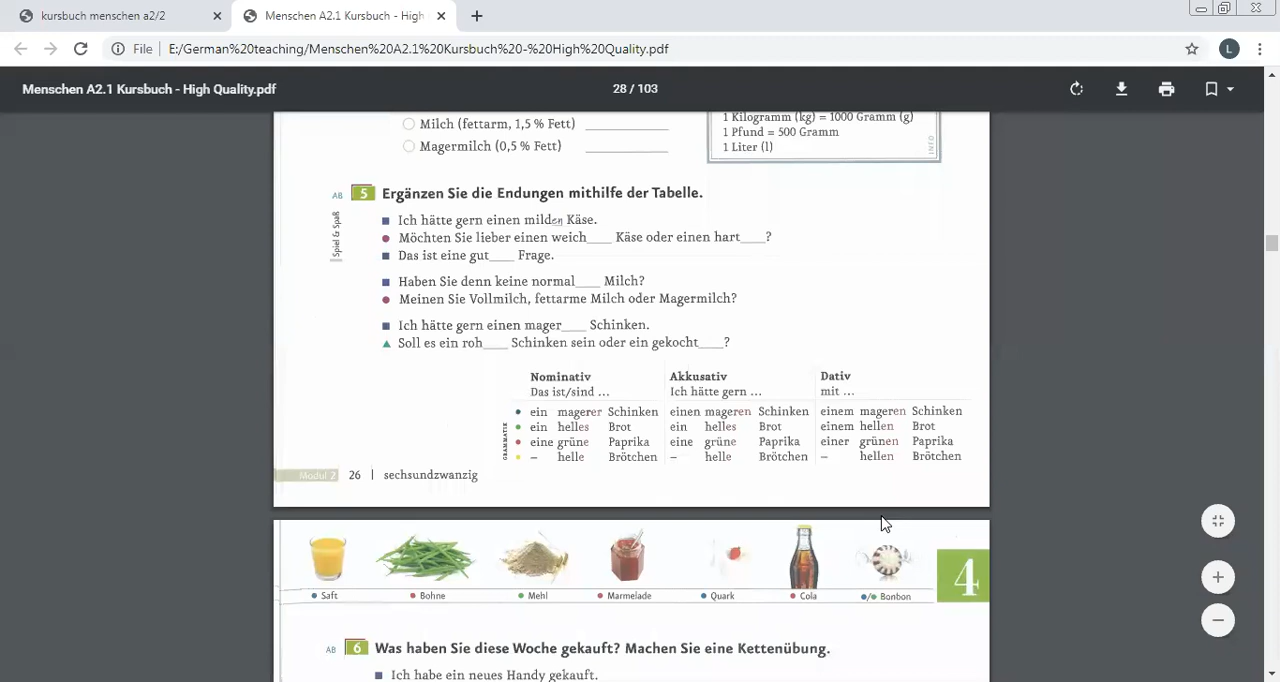 kursbuch menschen a2/2
Menschen A2.1 Kursbuch - High
File E:/German%20teaching/Menschen%20A2.1%20Kursbuch%20-%20High%20Quality.pdf
L
Menschen A2.1 Kursbuch - High Quality.pdf
28 / 103
Milch (fettarm, 1,5 % Fett)
Magermilch (0,5 % Fett)
1 Kilogramm (kg) = 1000 Gramm (g)
1 Pfund = 500 Gramm
1 Liter (l)
INFO
AB 5 Ergänzen Sie die Endungen mithilfe der Tabelle.
Spiel & Spaß
Ich hätte gern einen milden Käse.
Möchten Sie lieber einen weich____ Käse oder einen hart____?
Das ist eine gut____ Frage.
Haben Sie denn keine normal____ Milch?
Meinen Sie Vollmilch, fettarme Milch oder Magermilch?
Ich hätte gern einen mager____ Schinken.
Soll es ein roh____ Schinken sein oder ein gekocht____?
GRAMMATIK
Nominativ Akkusativ Dativ
Das ist/sind ... Ich hätte gern ... mit ...
ein magerer Schinken einen mageren Schinken einem mageren Schinken
ein helles Brot ein helles Brot einem hellen Brot
eine grüne Paprika eine grüne Paprika einer grünen Paprika
– helle Brötchen – helle Brötchen – hellen Brötchen
Modul 2 26 | sechsundzwanzig
Saft Bohne Mehl Marmelade Quark Cola / Bonbon
4
AB 6 Was haben Sie diese Woche gekauft? Machen Sie eine Kettenübung.
Ich habe ein neues Handy gekauft.